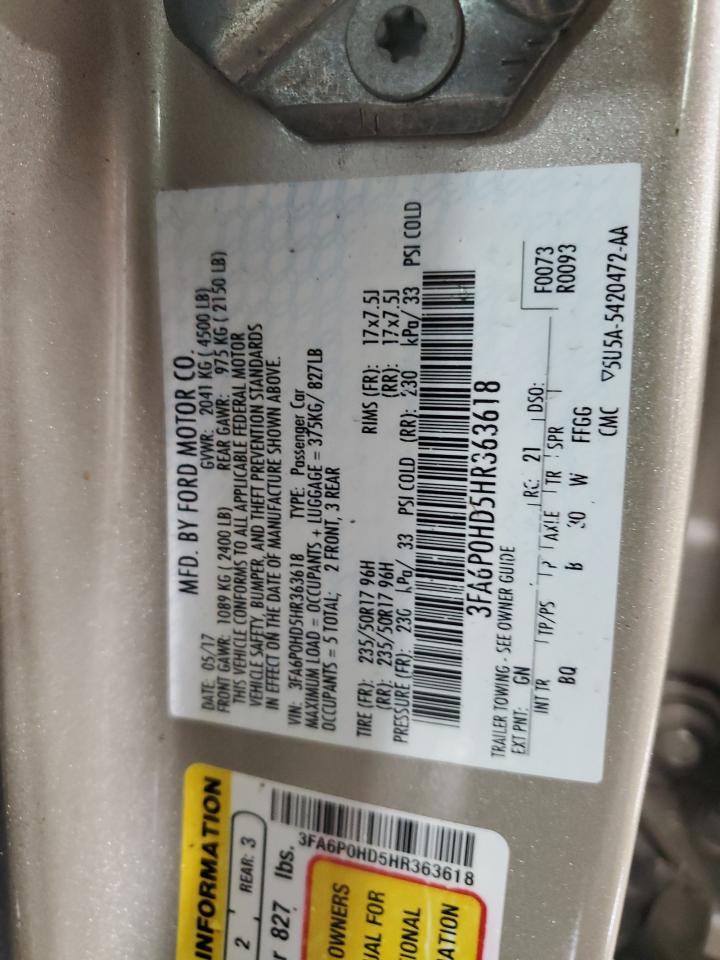 MFD. BY FORD MOTOR CO.
DATE: 05/17 GVWR: 2041 KG ( 4500 LB)
FRONT GAWR: 1089 KG ( 2400 LB) REAR GAWR: 975 KG ( 2150 LB)
THIS VEHICLE CONFORMS TO ALL APPLICABLE FEDERAL MOTOR
VEHICLE SAFETY, BUMPER, AND THEFT PREVENTION STANDARDS
IN EFFECT ON THE DATE OF MANUFACTURE SHOWN ABOVE.
VIN: 3FA6P0HD5HR363618 TYPE: Passenger Car
MAXIMUM LOAD = OCCUPANTS + LUGGAGE = 375KG/ 827LB
OCCUPANTS = 5 TOTAL; 2 FRONT, 3 REAR
TIRE (FR): 235/50R17 96H RIMS (FR): 17x7.5J
(RR): 235/50R17 96H (RR): 17x7.5J
PRESSURE (FR): 230 kPa/ 33 PSI COLD (RR): 230 kPa/ 33 PSI COLD
3FA6P0HD5HR363618
TRAILER TOWING - SEE OWNER GUIDE
EXT PNT: GN RC: 21 DSO: F0073
R0093
INT TR TP/PS AXLE TR SPR
BQ B 30 W FFGG
CMC ▽5U5A-5420472-AA
INFORMATION
2 REAR: 3
827 lbs.
3FA6P0HD5HR363618
OWNERS
UAL FOR
IONAL
ATION